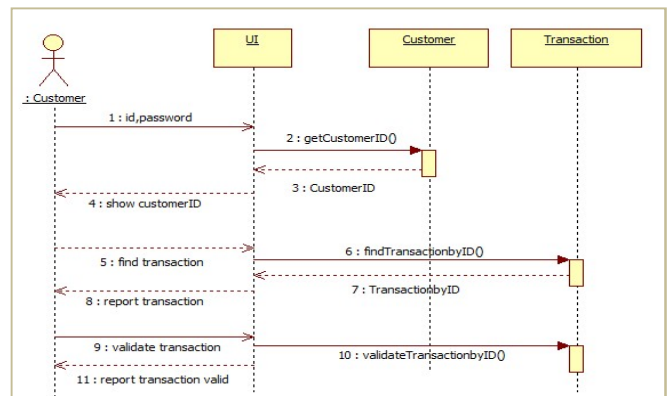 UI
Customer
Transaction
: Customer
1 : id,password
2 : getCustomerID()
3 : CustomerID
4 : show customerID
5 : find transaction
6 : findTransactionbyID()
7 : TransactionbyID
8 : report transaction
9 : validate transaction
10 : validateTransactionbyID()
11 : report transaction valid